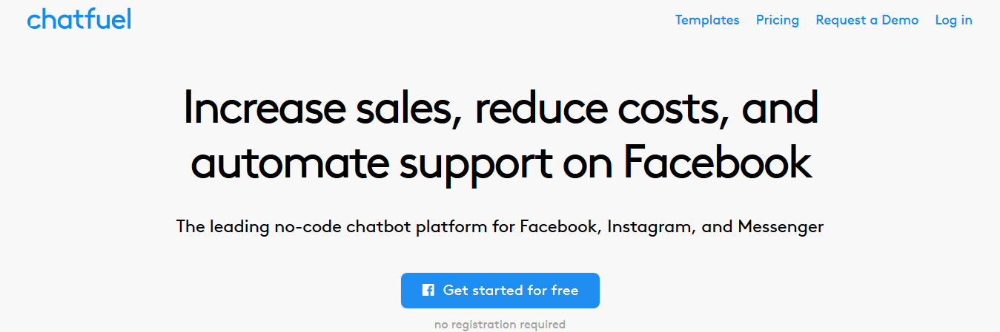 chatfuel
Templates Pricing Request a Demo Log in
Increase sales, reduce costs, and
automate support on Facebook
The leading no-code chatbot platform for Facebook, Instagram, and Messenger
Get started for free
no registration required